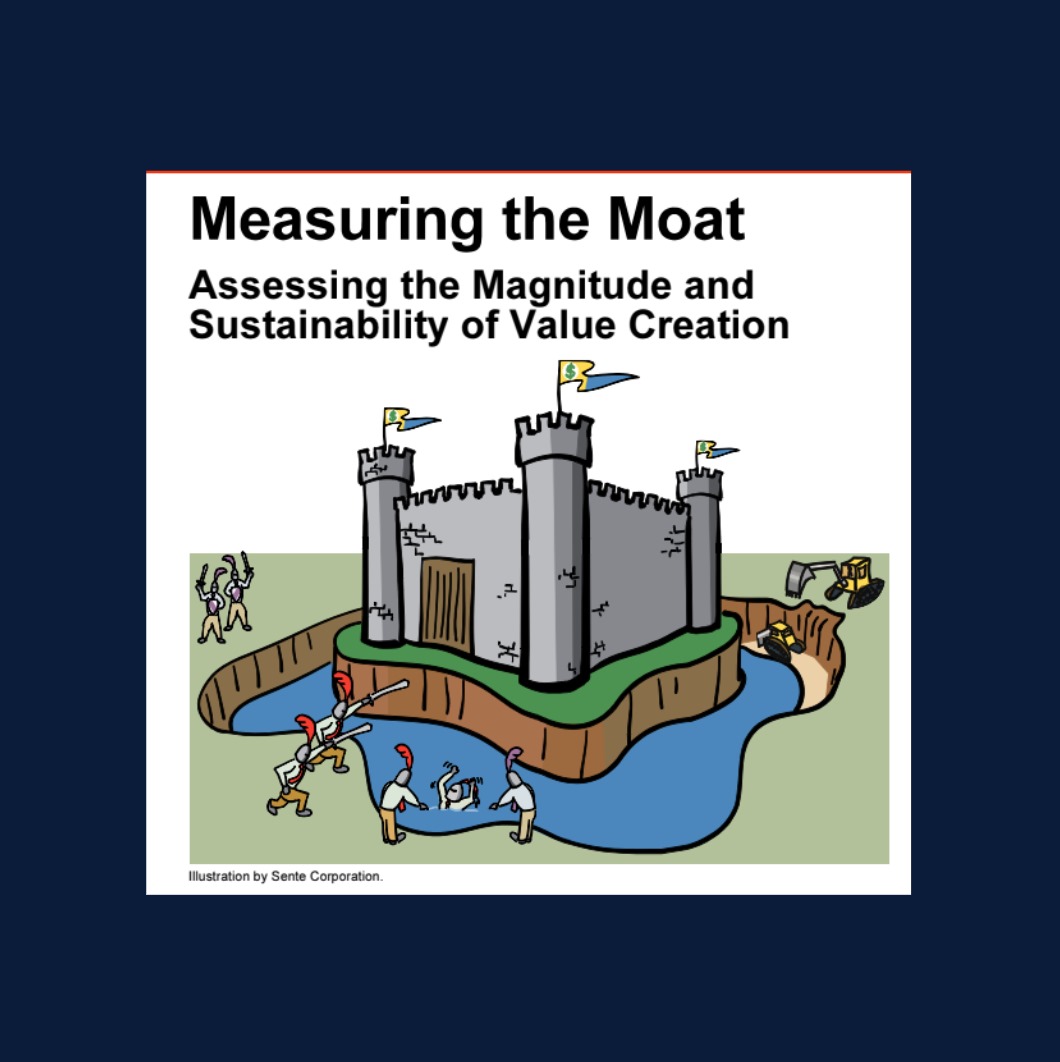 Measuring the Moat
Assessing the Magnitude and
Sustainability of Value Creation
$
$
$
Illustration by Sente Corporation.